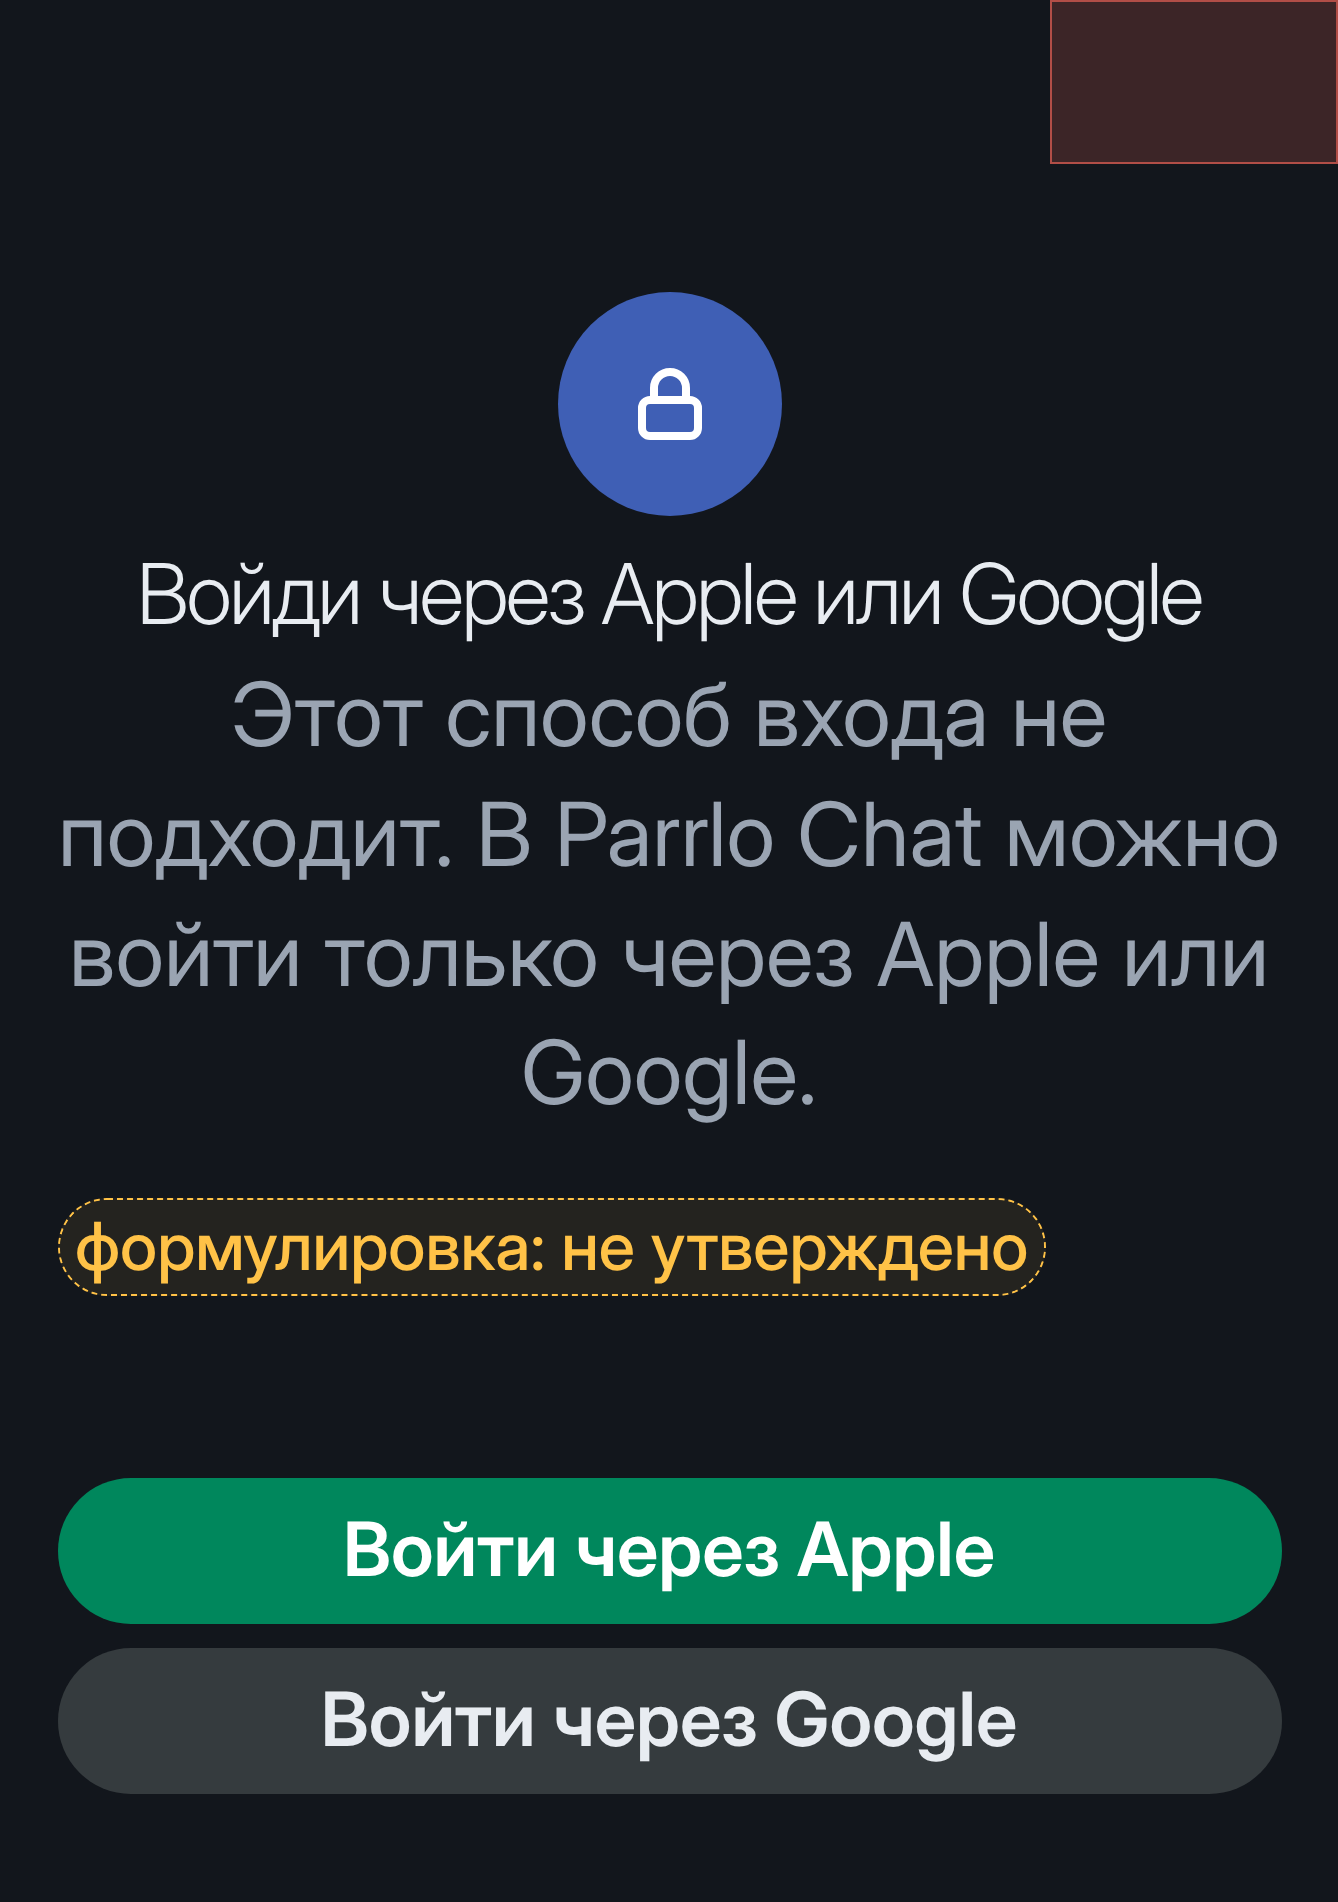 Войди через Apple или Google
Этот способ входа не
подходит. В Parrlo Chat можно
войти только через Apple или
Google.
формулировка: не утверждено
Войти через Apple
Войти через Google